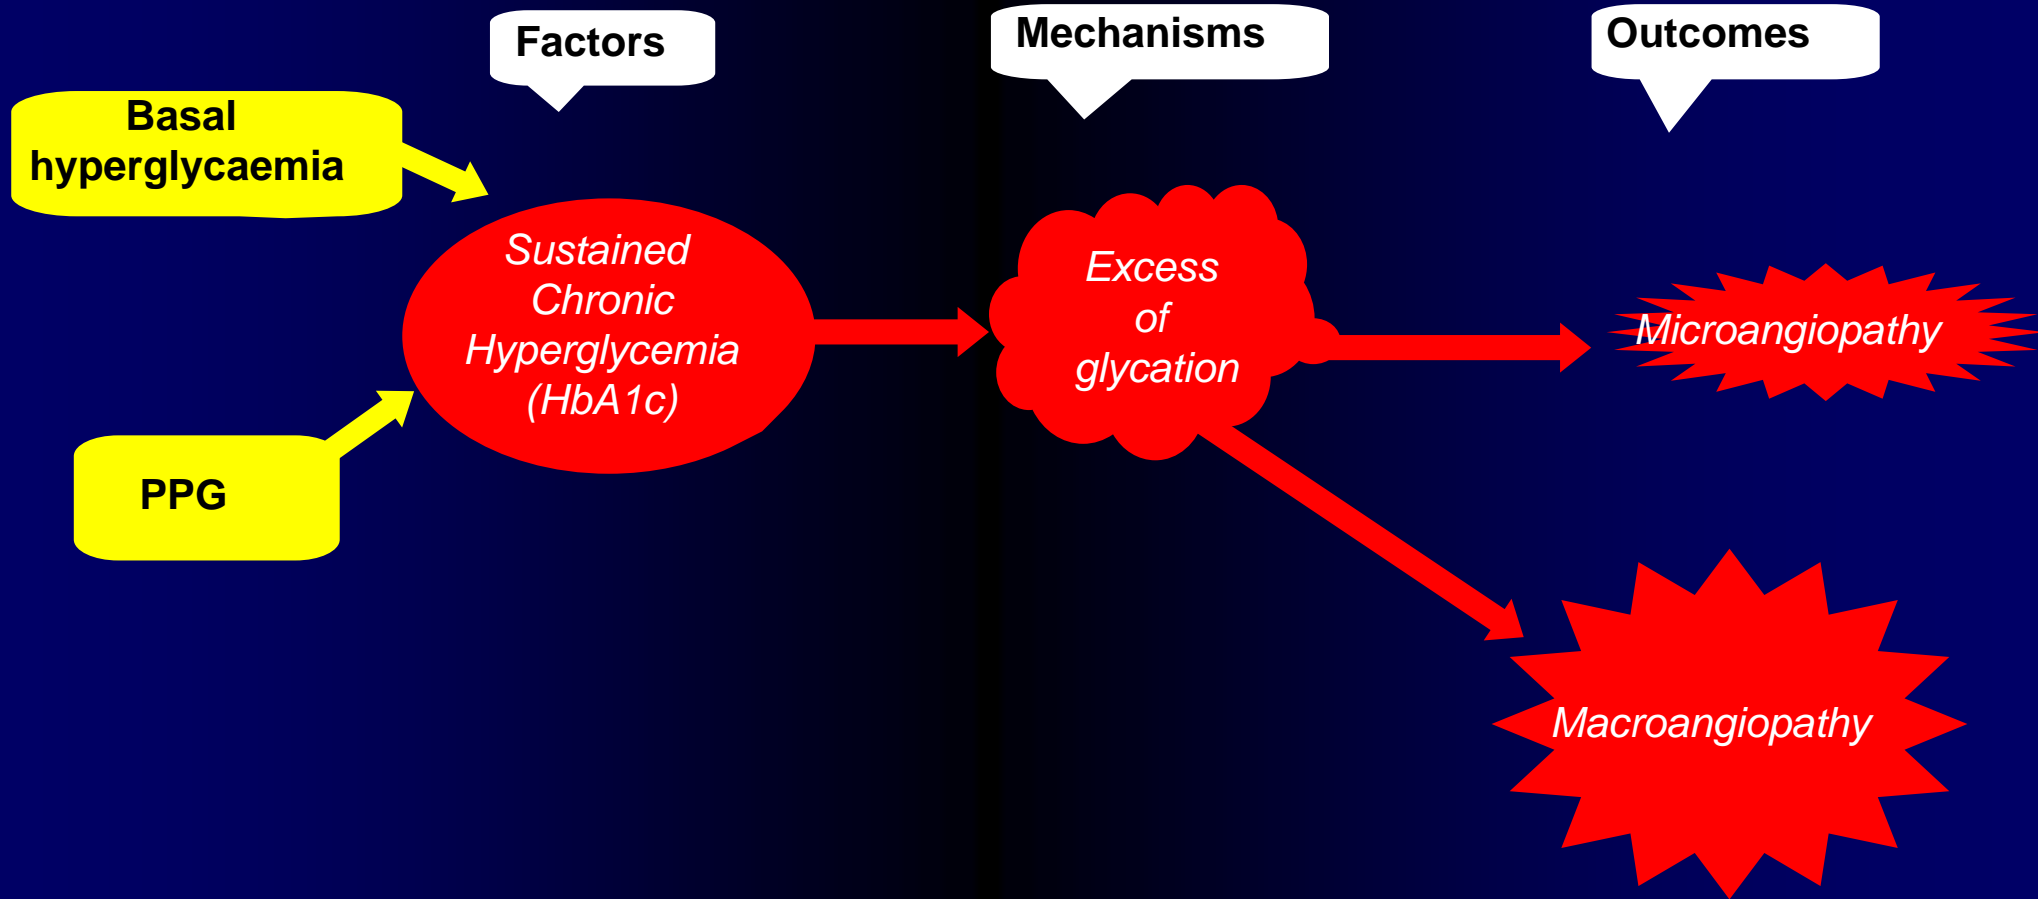 Factors
Mechanisms
Outcomes
Basal
hyperglycaemia
Sustained
Chronic
Hyperglycemia
(HbA1c)
Excess
of
glycation
Microangiopathy
PPG
Macroangiopathy